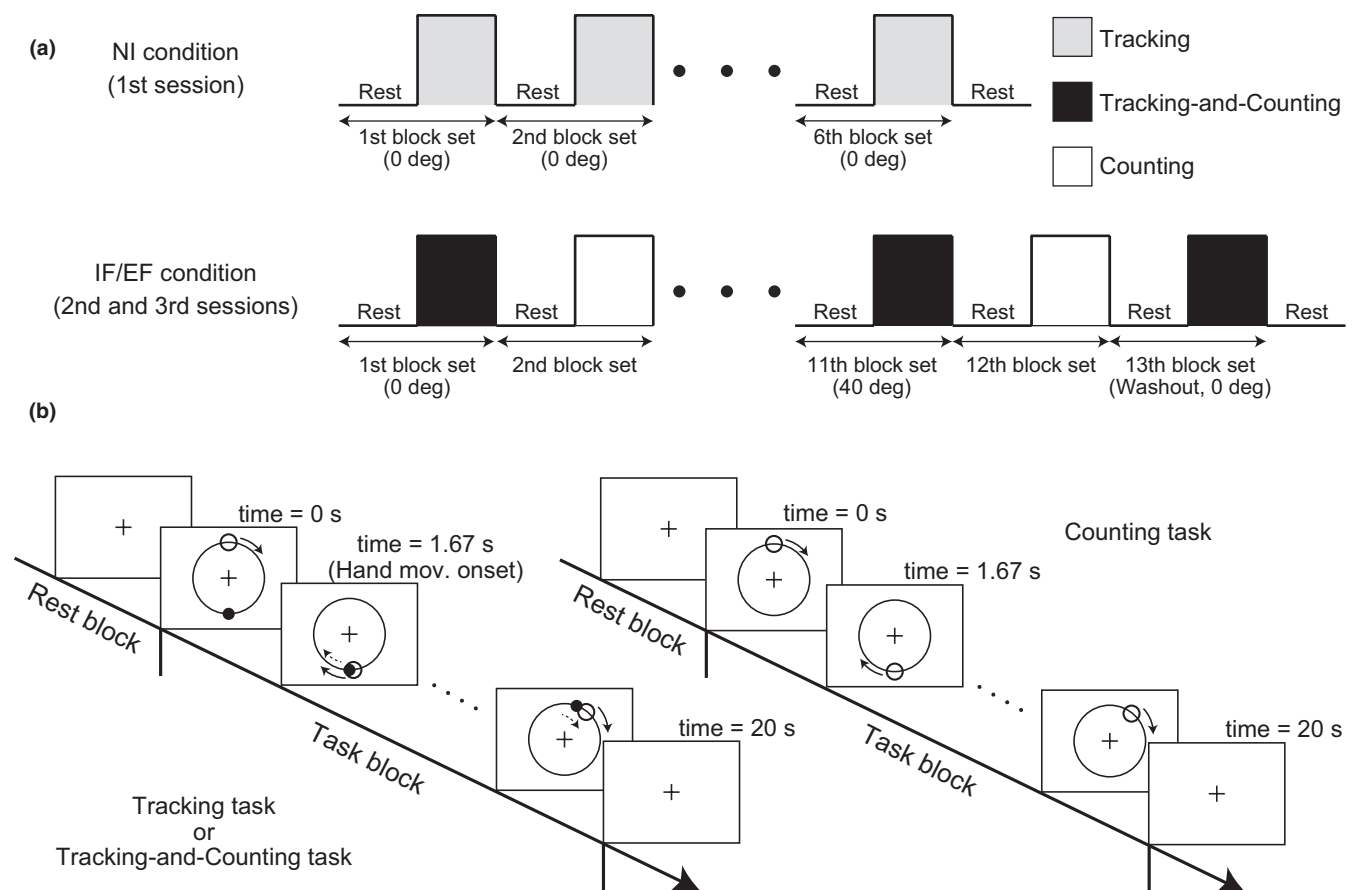 (a)
NI condition
(1st session)
Rest
Rest
Rest
Rest
1st block set
(0 deg)
2nd block set
(0 deg)
6th block set
(0 deg)
Tracking
Tracking-and-Counting
Counting
IF/EF condition
(2nd and 3rd sessions)
Rest
Rest
Rest
Rest
Rest
Rest
1st block set
(0 deg)
2nd block set
11th block set
(40 deg)
12th block set
13th block set
(Washout, 0 deg)
(b)
time = 0 s
time = 1.67 s
(Hand mov. onset)
time = 20 s
Rest block
Task block
Tracking task
or
Tracking-and-Counting task
Counting task
time = 0 s
time = 1.67 s
time = 20 s
Rest block
Task block